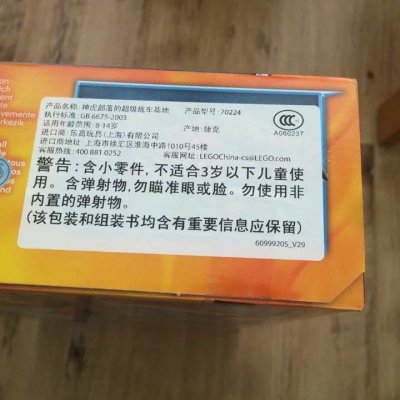 产品名称: 神虎部落的超级战车基地 产品型号: 70224
执行标准: GB 6675-2003
适用年龄范围: 8-14岁 产地: 捷克
进口商: 乐高玩具(上海)有限公司
进口商地址: 上海市徐汇区淮海中路1010号45楼
客服热线: 400 881 0252 客服网址: LEGOChina-cs@LEGO.com
CCC
A060237
警告: 含小零件, 不适合3岁以下儿童使
用。含弹射物, 勿瞄准眼或脸。勿使用非
内置的弹射物。
(该包装和组装书均含有重要信息应保留)
6099920S_V29